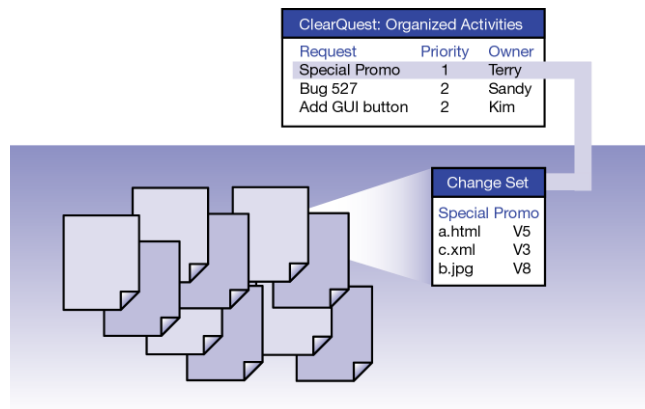 ClearQuest: Organized Activities
Request Priority Owner
Special Promo 1 Terry
Bug 527 2 Sandy
Add GUI button 2 Kim
Change Set
Special Promo
a.html V5
c.xml V3
b.jpg V8